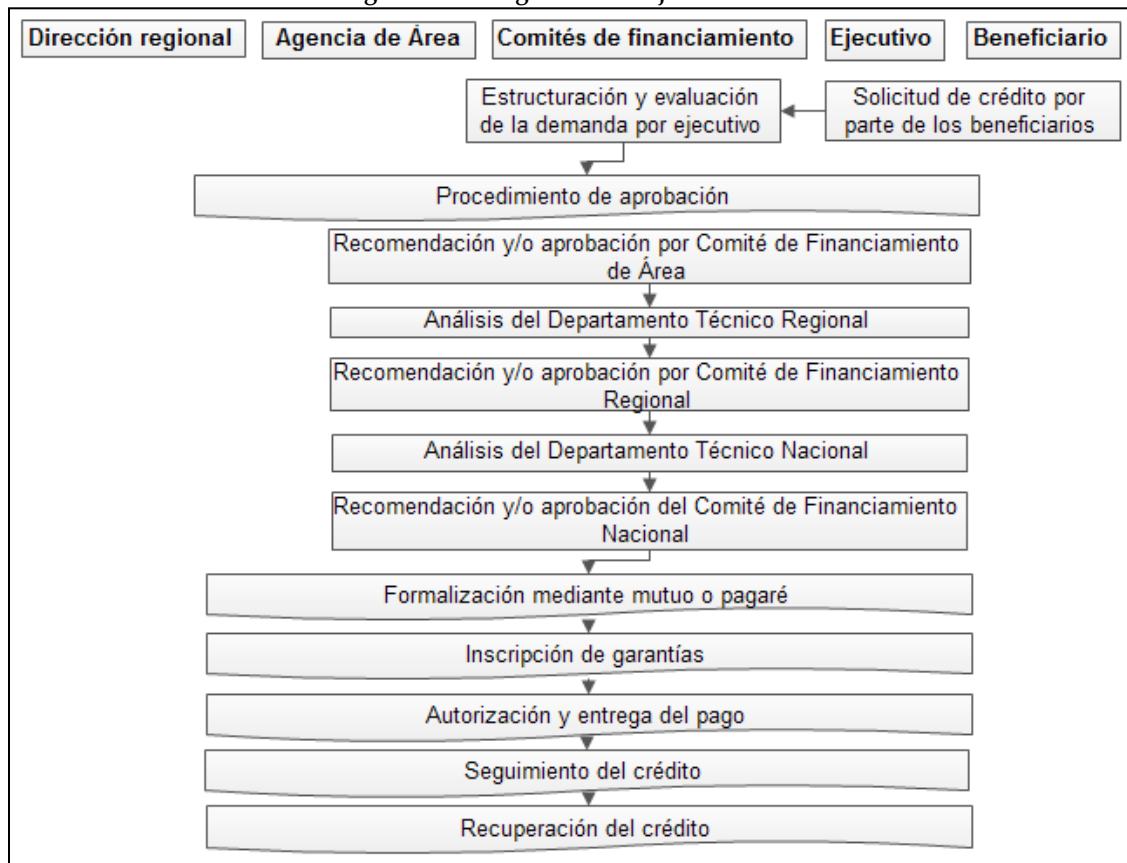 Dirección regional
Agencia de Área
Comités de financiamiento
Ejecutivo
Beneficiario
Estructuración y evaluación
de la demanda por ejecutivo
Solicitud de crédito por
parte de los beneficiarios
Procedimiento de aprobación
Recomendación y/o aprobación por Comité de Financiamiento
de Área
Análisis del Departamento Técnico Regional
Recomendación y/o aprobación por Comité de Financiamiento
Regional
Análisis del Departamento Técnico Nacional
Recomendación y/o aprobación del Comité de Financiamiento
Nacional
Formalización mediante mutuo o pagaré
Inscripción de garantías
Autorización y entrega del pago
Seguimiento del crédito
Recuperación del crédito